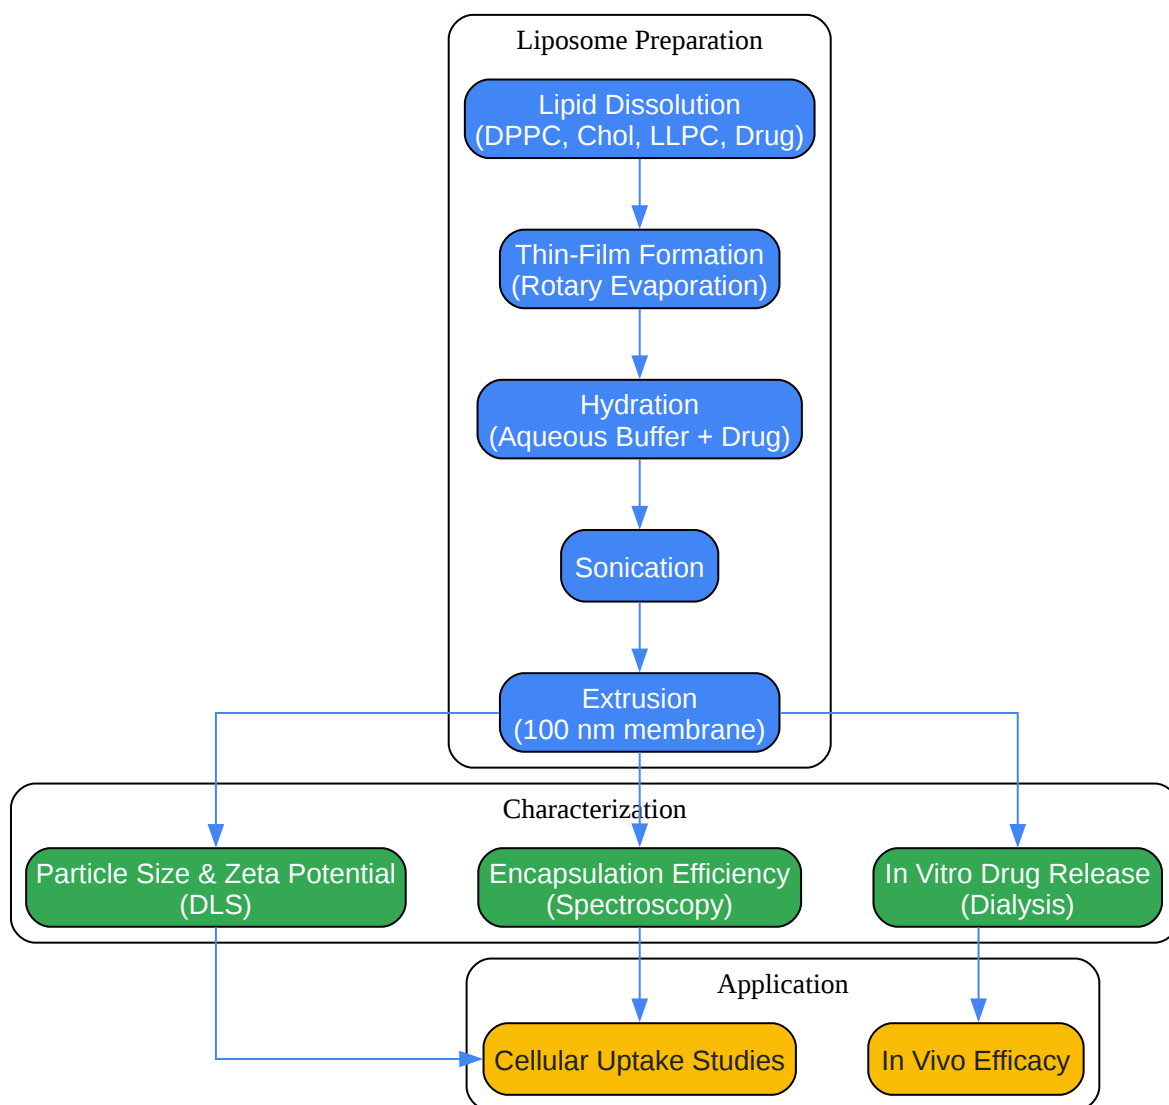 Liposome Preparation
Lipid Dissolution
(DPPC, Chol, LLPC, Drug)
Thin-Film Formation
(Rotary Evaporation)
Hydration
(Aqueous Buffer + Drug)
Sonication
Extrusion
(100 nm membrane)
Characterization
Particle Size & Zeta Potential
(DLS)
Encapsulation Efficiency
(Spectroscopy)
In Vitro Drug Release
(Dialysis)
Application
Cellular Uptake Studies
In Vivo Efficacy